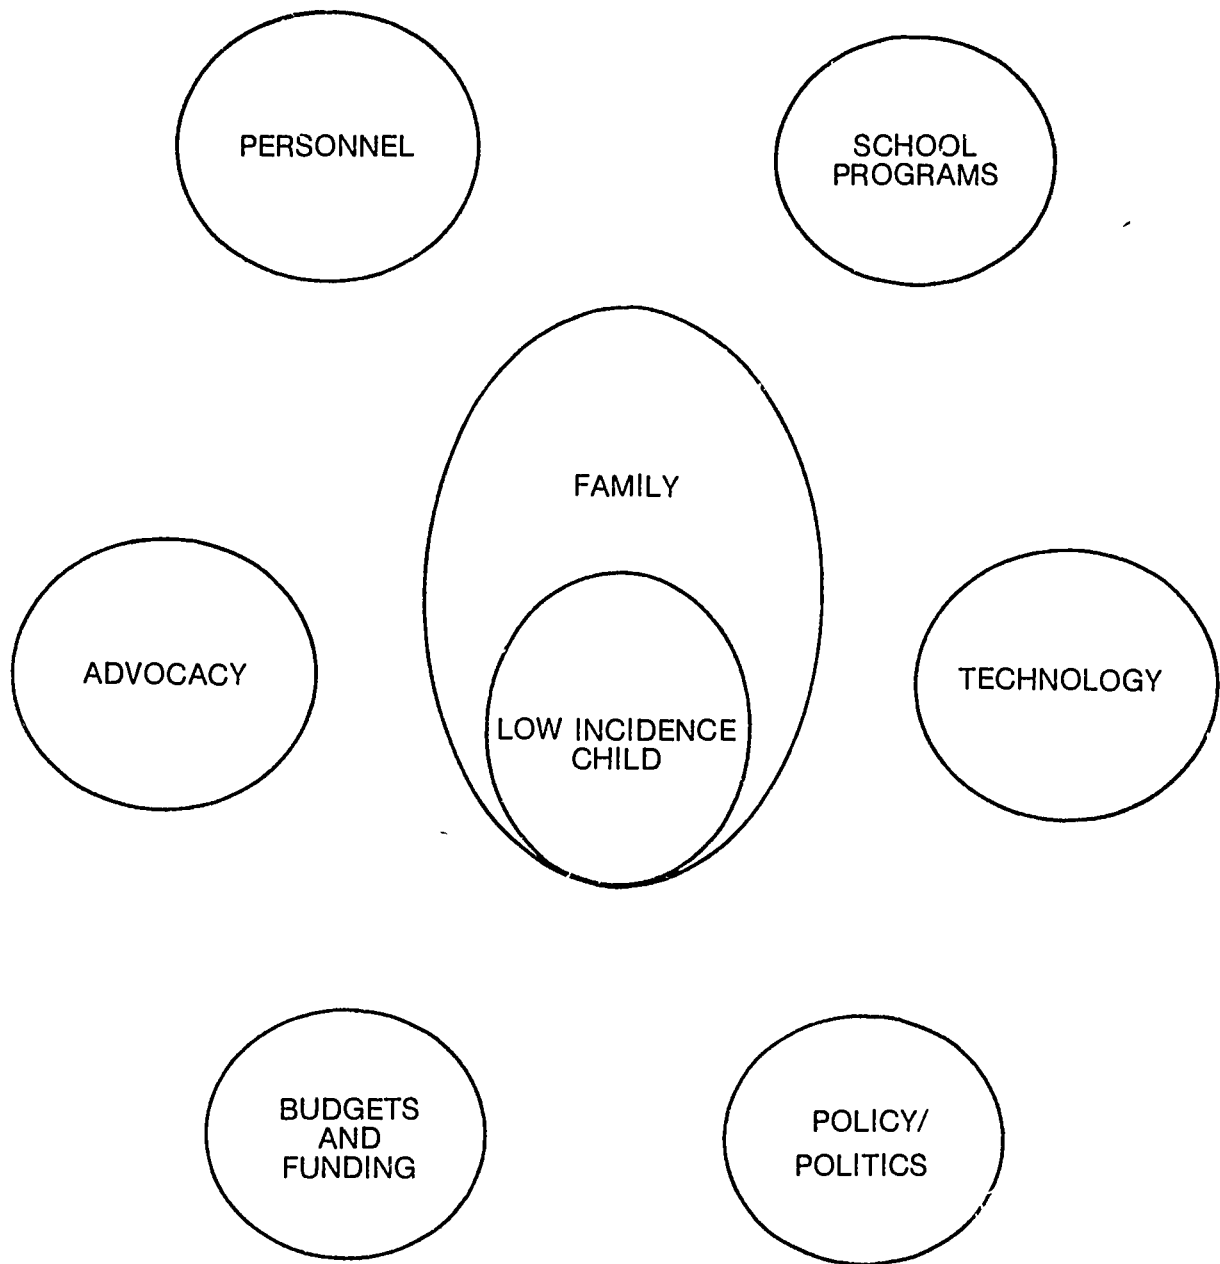 PERSONNEL
SCHOOL
PROGRAMS
FAMILY
ADVOCACY
LOW INCIDENCE
CHILD
TECHNOLOGY
BUDGETS
AND
FUNDING
POLICY/
POLITICS